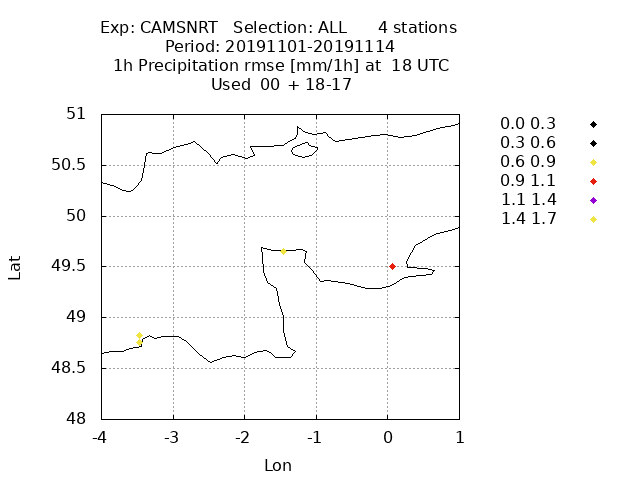 Exp: CAMSNRT   Selection: ALL      4 stations
Period: 20191101-20191114
1h Precipitation rmse [mm/1h] at  18 UTC
Used  00 + 18-17
0.0 0.3
0.3 0.6
0.6 0.9
0.9 1.1
1.1 1.4
1.4 1.7
51
50.5
50
49.5
49
48.5
48
Lat
-4 -3 -2 -1 0 1
Lon